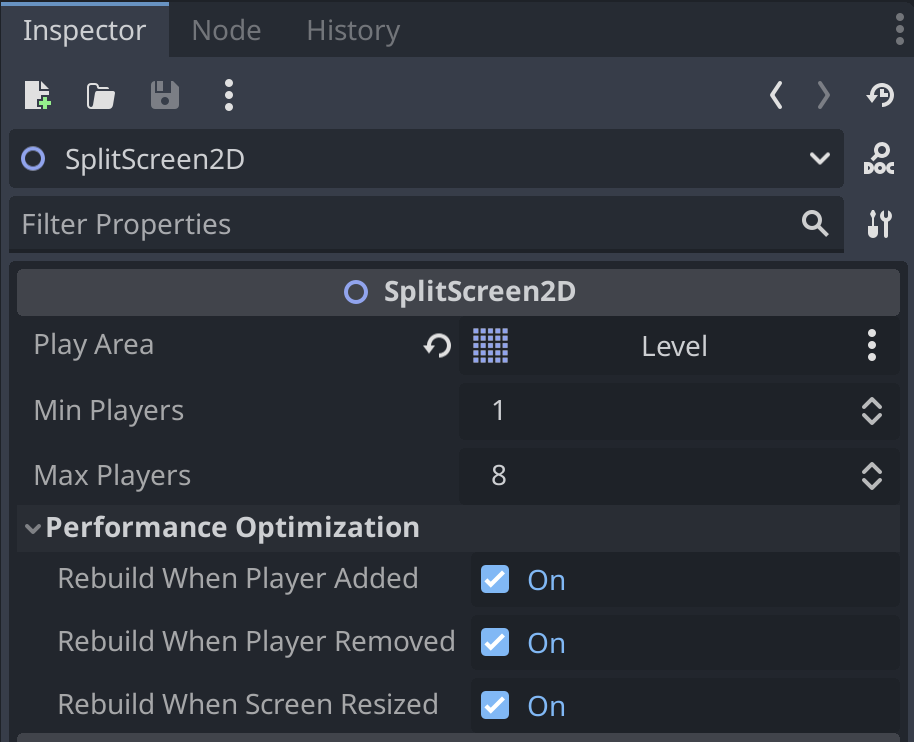 Inspector Node History
SplitScreen2D
DOC
Filter Properties
SplitScreen2D
Play Area Level
Min Players 1
Max Players 8
Performance Optimization
Rebuild When Player Added On
Rebuild When Player Removed On
Rebuild When Screen Resized On